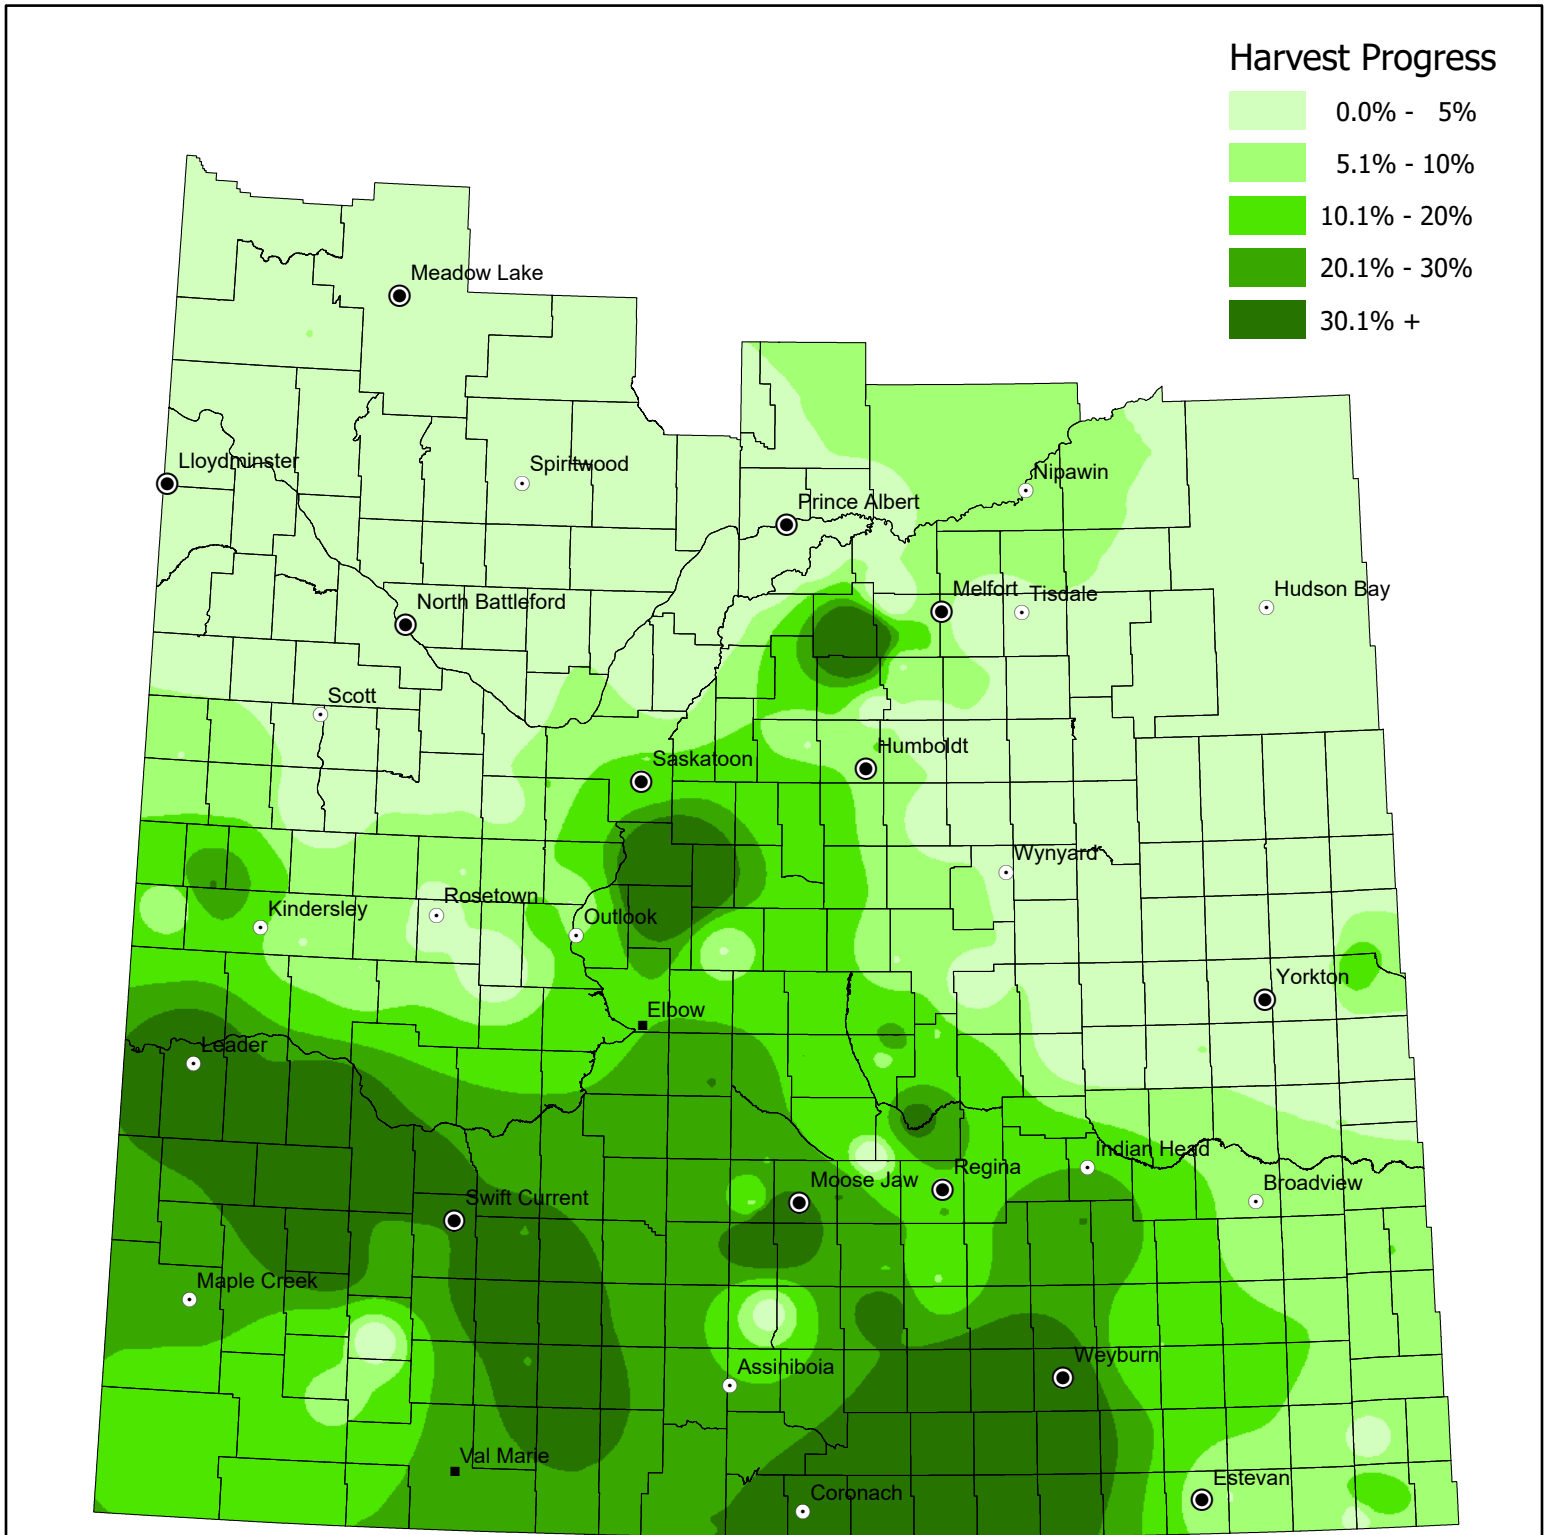 Harvest Progress
0.0% - 5%
5.1% - 10%
10.1% - 20%
20.1% - 30%
30.1% +
Meadow Lake
Lloydminster
Spiritwood
Nipawin
Prince Albert
Melfort
Tisdale
Hudson Bay
North Battleford
Scott
Humboldt
Saskatoon
Wynyard
Rosetown
Kindersley
Outlook
Yorkton
Elbow
Leader
Indian Head
Regina
Moose Jaw
Broadview
Swift Current
Maple Creek
Weyburn
Assiniboia
Val Marie
Estevan
Coronach